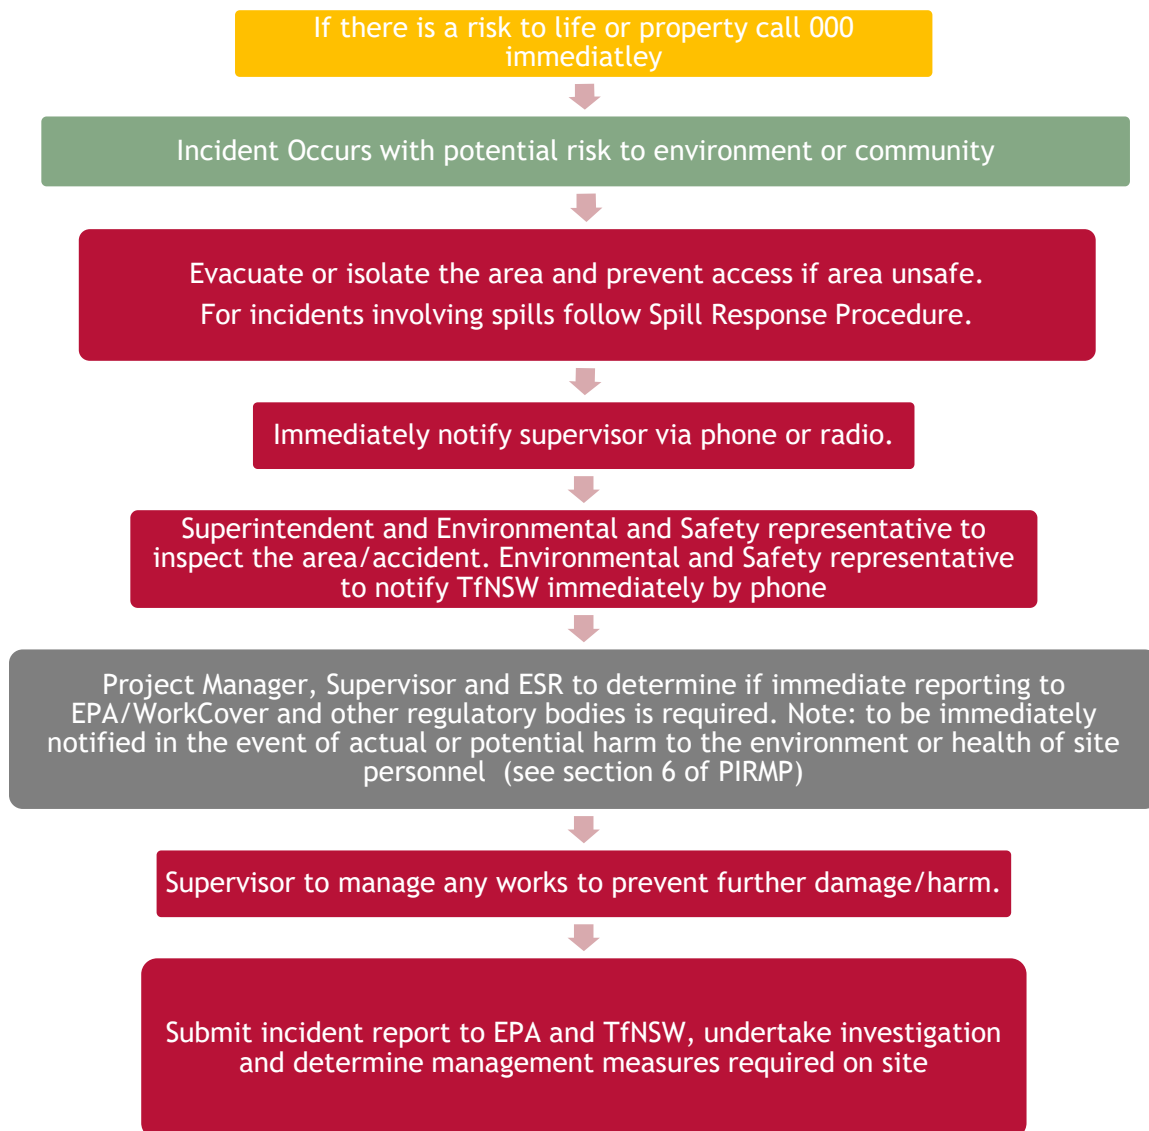 If there is a risk to life or property call 000
immediatley
Incident Occurs with potential risk to environment or community
Evacuate or isolate the area and prevent access if area unsafe.
For incidents involving spills follow Spill Response Procedure.
Immediately notify supervisor via phone or radio.
Superintendent and Environmental and Safety representative to
inspect the area/accident. Environmental and Safety representative
to notify TfNSW immediately by phone
Project Manager, Supervisor and ESR to determine if immediate reporting to
EPA/WorkCover and other regulatory bodies is required. Note: to be immediately
notified in the event of actual or potential harm to the environment or health of site
personnel  (see section 6 of PIRMP)
Supervisor to manage any works to prevent further damage/harm.
Submit incident report to EPA and TfNSW, undertake investigation
and determine management measures required on site